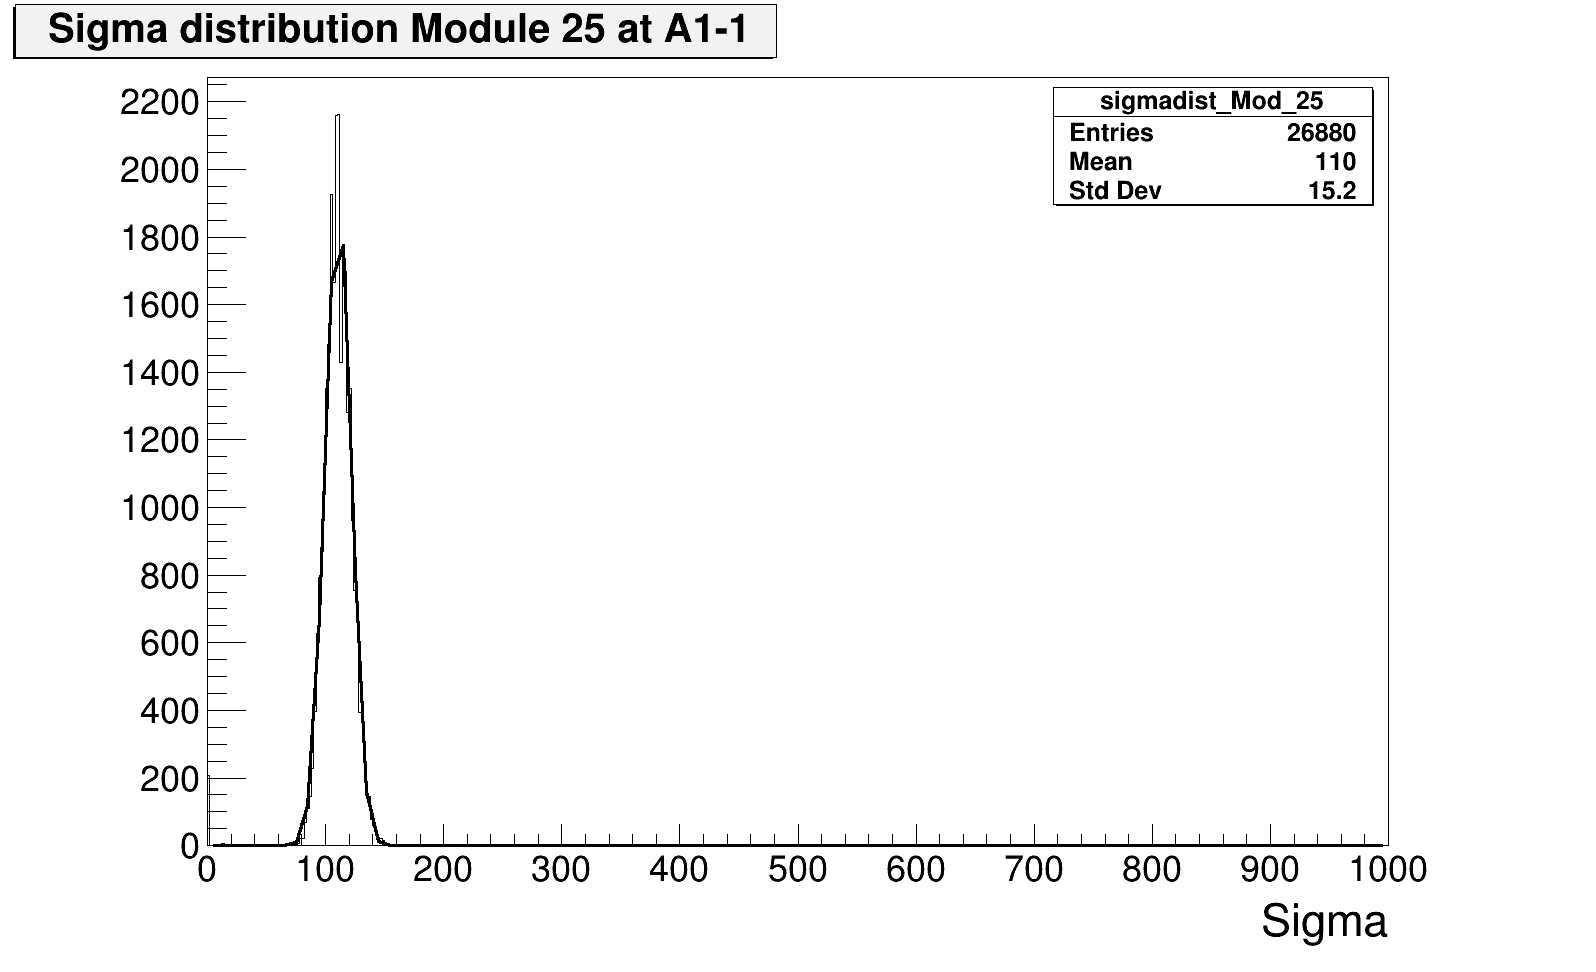 Sigma distribution Module 25 at A1-1
sigmadist_Mod_25
Entries 26880
Mean 110
Std Dev 15.2
2200
2000
1800
1600
1400
1200
1000
800
600
400
200
0
0 100 200 300 400 500 600 700 800 900 1000
Sigma